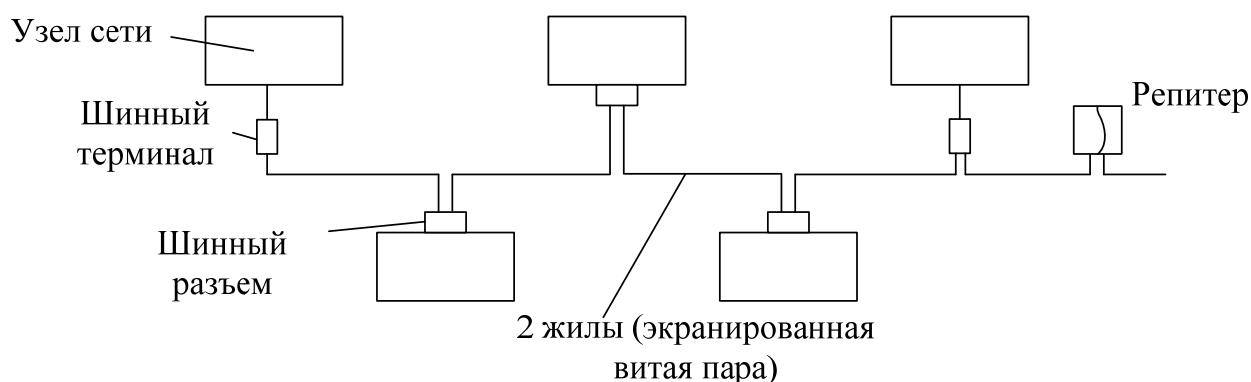 Узел сети
Шинный
терминал
Репитер
Шинный
разъем
2 жилы (экранированная
витая пара)